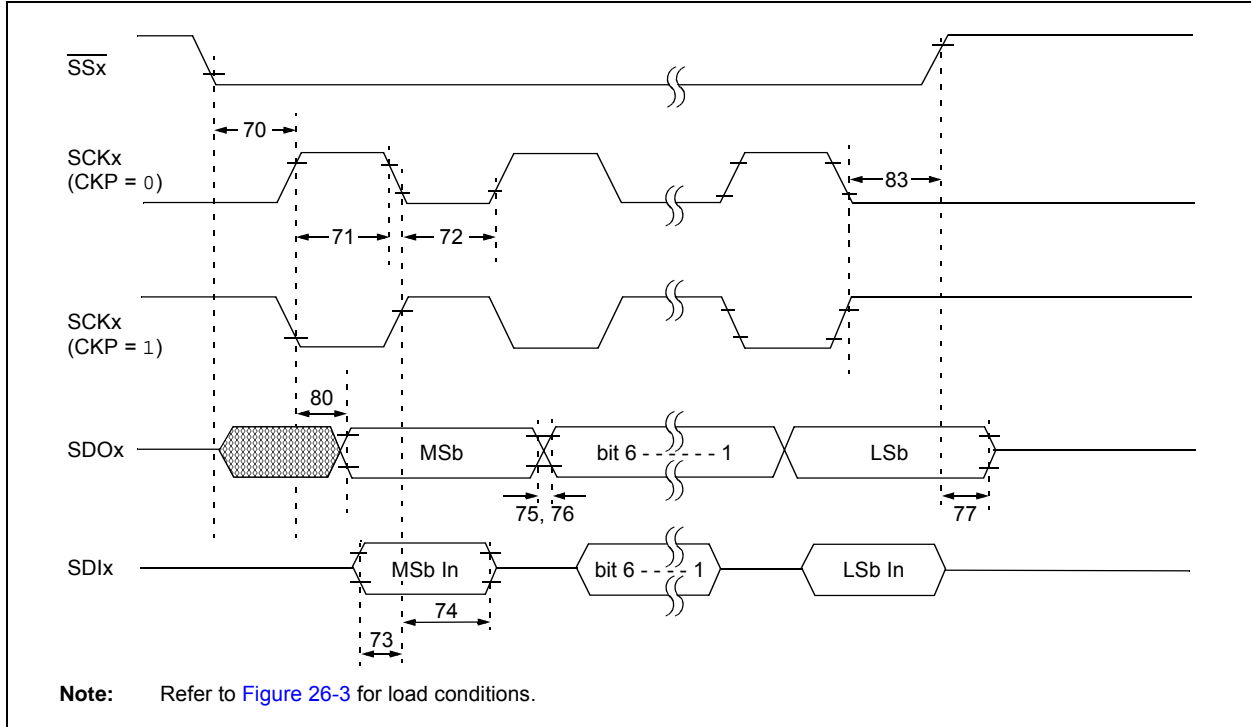 SSx
70
SCKx
(CKP = 0)
83
71
72
SCKx
(CKP = 1)
80
SDOx
MSb
bit 6 - - - - - - 1
LSb
75, 76
77
SDIx
MSb In
bit 6 - - - - 1
LSb In
74
73
Note: Refer to Figure 26-3 for load conditions.